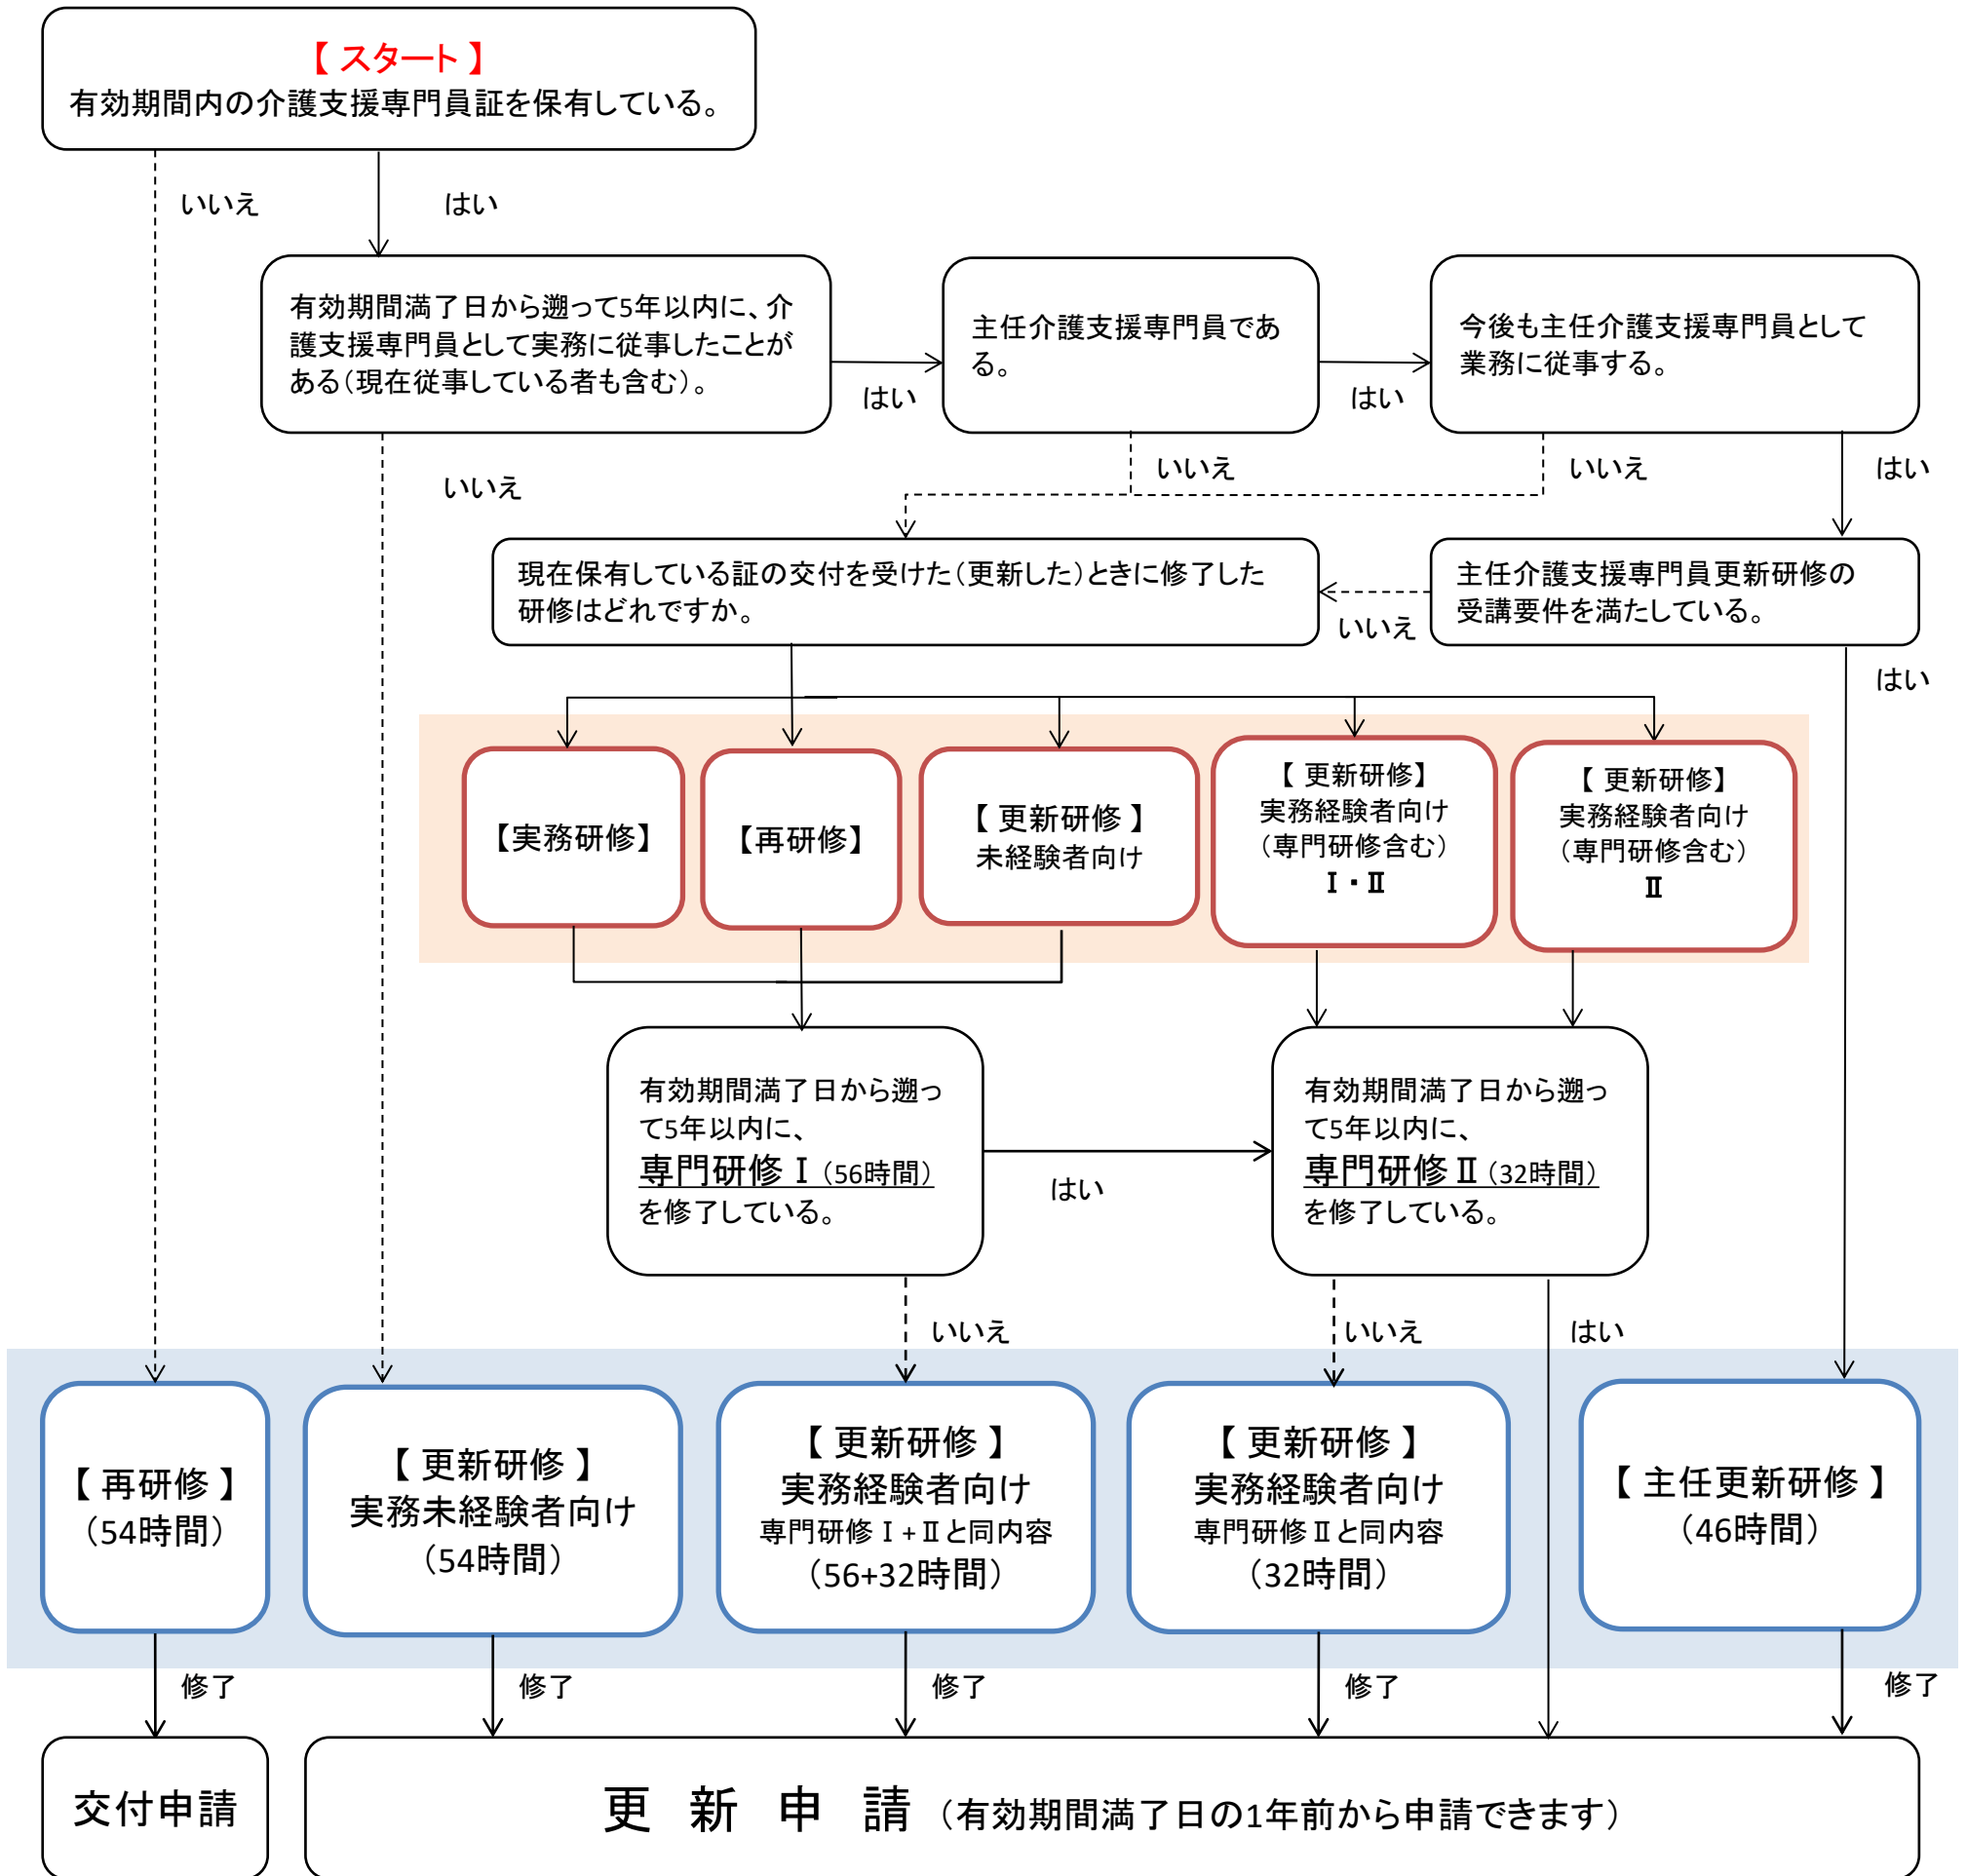 【 スタート 】
有効期間内の介護支援専門員証を保有している。
いいえ
はい
有効期間満了日から遡って5年以内に、介
護支援専門員として実務に従事したことが
ある（現在従事している者も含む）。
はい
主任介護支援専門員であ
る。
はい
今後も主任介護支援専門員として
業務に従事する。
いいえ
いいえ
いいえ
はい
現在保有している証の交付を受けた（更新した）ときに修了した
研修はどれですか。
いいえ
主任介護支援専門員更新研修の
受講要件を満たしている。
はい
【実務研修】
【再研修】
【 更新研修 】
未経験者向け
【 更新研修】
実務経験者向け
（専門研修含む）
Ⅰ・Ⅱ
【 更新研修】
実務経験者向け
（専門研修含む）
Ⅱ
有効期間満了日から遡っ
て5年以内に、
専門研修Ⅰ（56時間）
を修了している。
はい
有効期間満了日から遡っ
て5年以内に、
専門研修Ⅱ（32時間）
を修了している。
いいえ
いいえ
はい
【 再研修 】
（54時間）
【 更新研修 】
実務未経験者向け
（54時間）
【 更新研修 】
実務経験者向け
専門研修Ⅰ+Ⅱと同内容
（56+32時間）
【 更新研修 】
実務経験者向け
専門研修Ⅱと同内容
（32時間）
【 主任更新研修 】
（46時間）
修了
修了
修了
修了
修了
交付申請
更 新 申 請（有効期間満了日の1年前から申請できます）